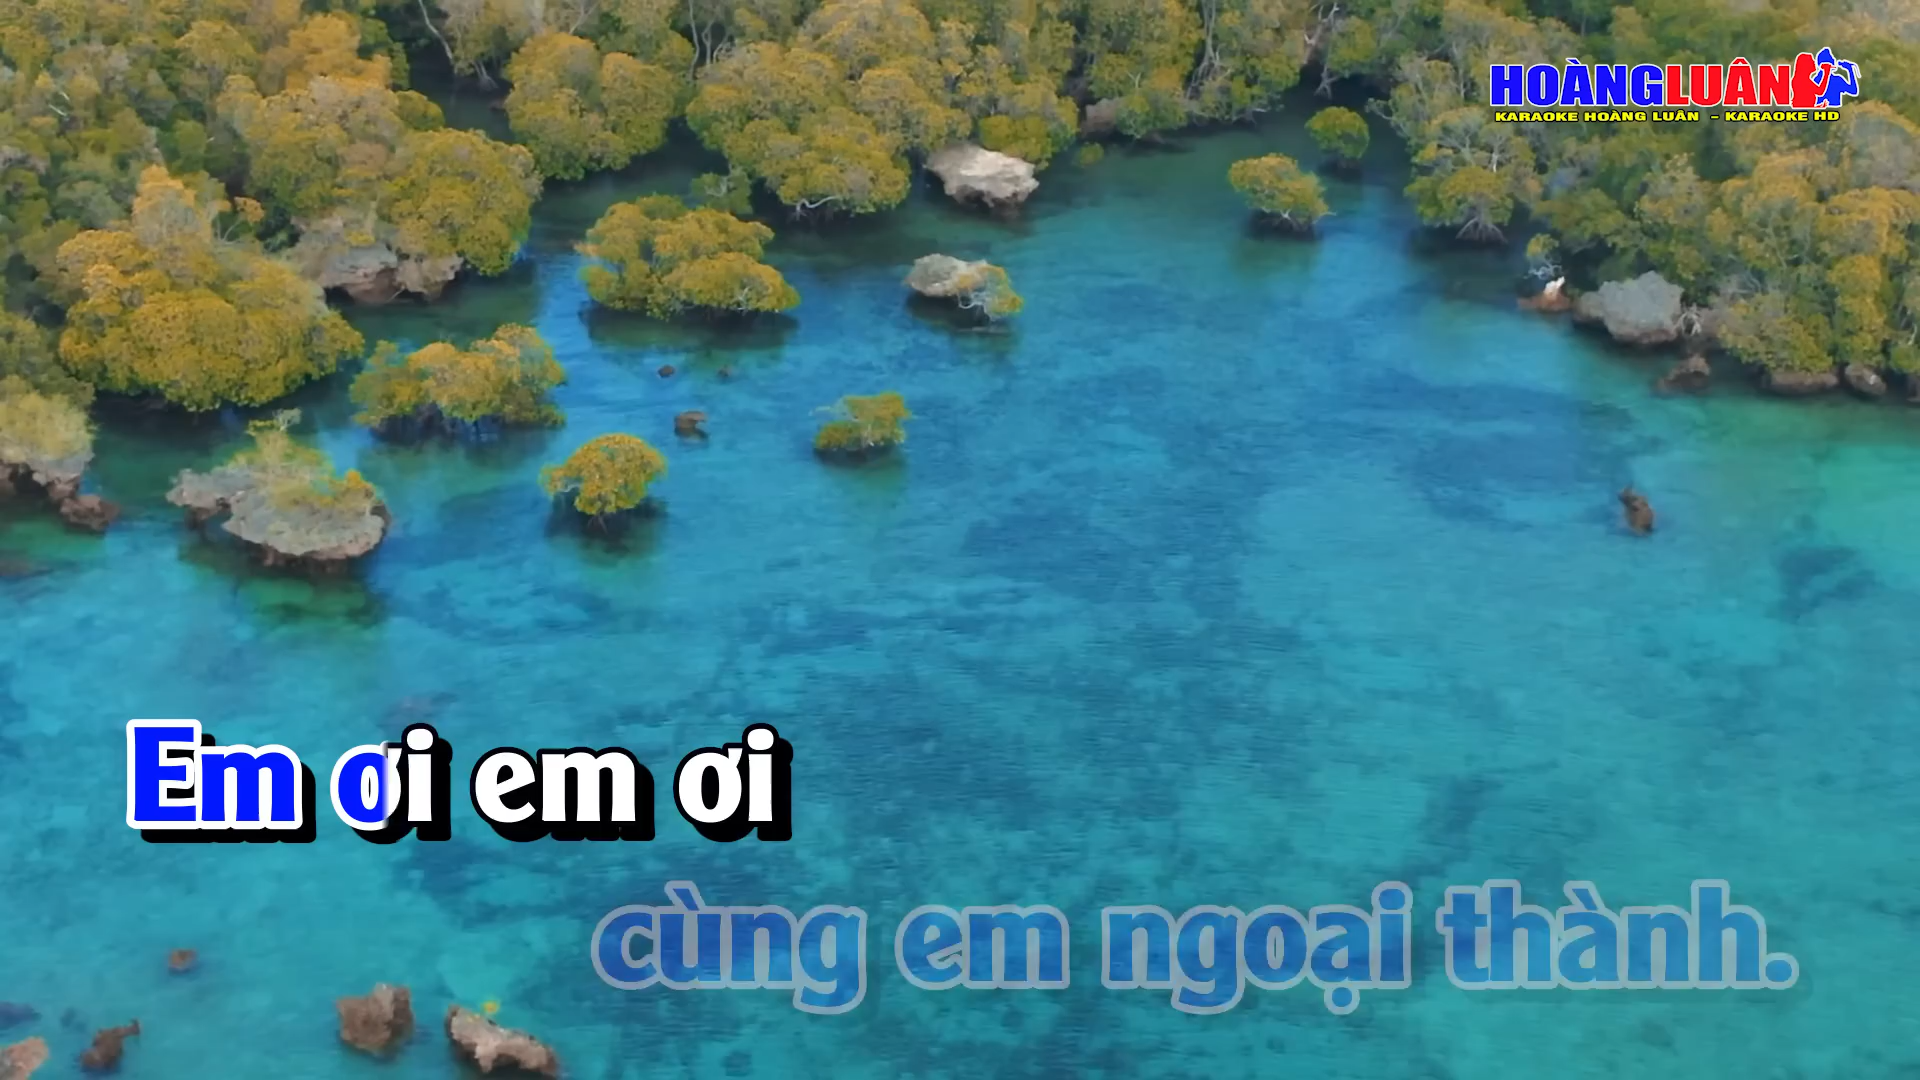 HOÀNGLUÂN
KARAOKE HOÀNG LUÂN - KARAOKE HD
Em ơi em ơi
cùng em ngoại thành.